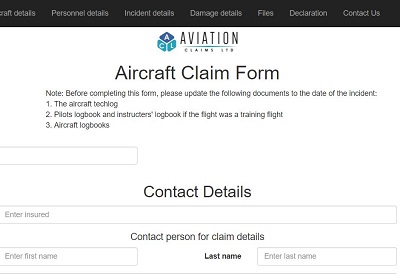 craft details Personnel details Incident details Damage details Files Declaration Contact Us
ACL AVIATION
CLAIMS LTD
Aircraft Claim Form
Note: Before completing this form, please update the following documents to the date of the incident:
1. The aircraft techlog
2. Pilots logbook and instructers' logbook if the flight was a training flight
3. Aircraft logbooks
Contact Details
Enter insured
Contact person for claim details
Enter first name Last name Enter last name